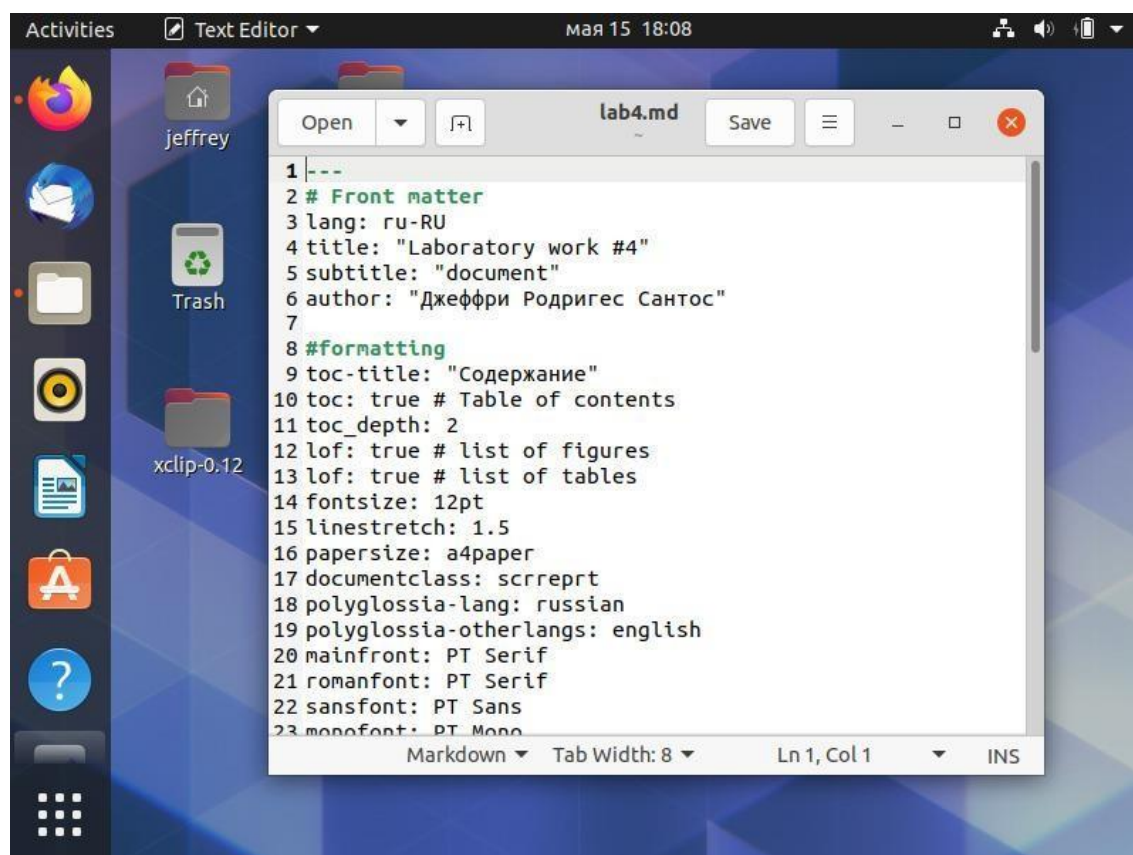 Activities Text Editor мая 15 18:08
jeffrey
Trash
xclip-0.12
Open lab4.md Save
~
1 ---
2 # Front matter
3 lang: ru-RU
4 title: "Laboratory work #4"
5 subtitle: "document"
6 author: "Джеффри Родригес Сантос"
7
8 #formatting
9 toc-title: "Содержание"
10 toc: true # Table of contents
11 toc_depth: 2
12 lof: true # list of figures
13 lof: true # list of tables
14 fontsize: 12pt
15 linestretch: 1.5
16 papersize: a4paper
17 documentclass: scrreprt
18 polyglossia-lang: russian
19 polyglossia-otherlangs: english
20 mainfront: PT Serif
21 romanfont: PT Serif
22 sansfont: PT Sans
23 monofont: PT Mono
Markdown Tab Width: 8 Ln 1, Col 1 INS